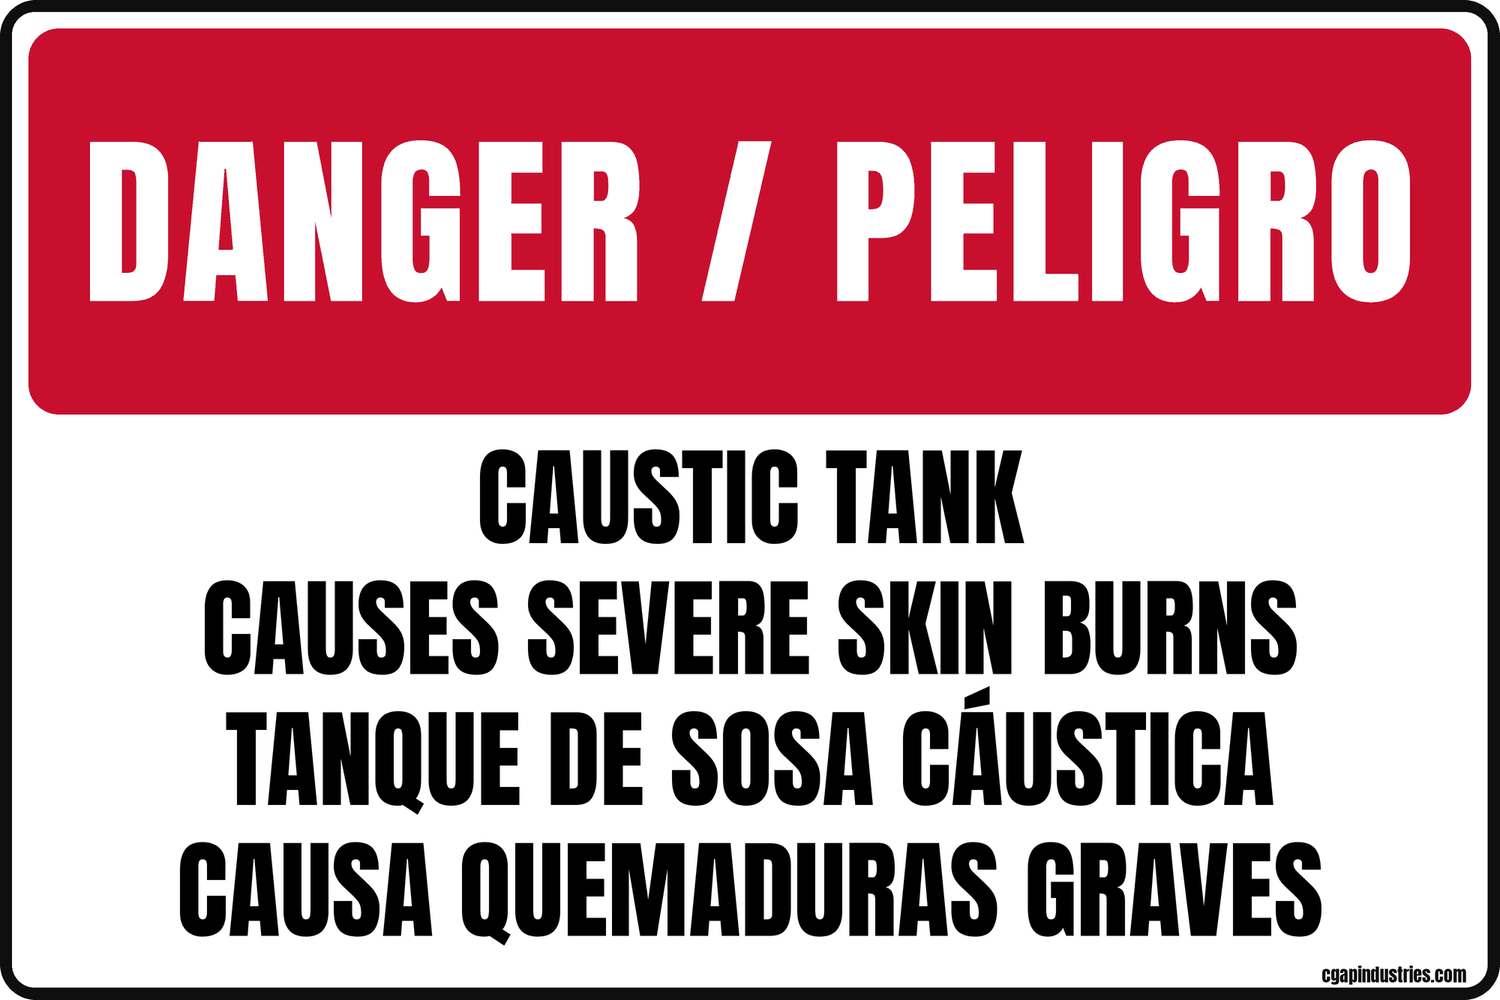 DANGER / PELIGRO
CAUSTIC TANK
CAUSES SEVERE SKIN BURNS
TANQUE DE SOSA CÁUSTICA
CAUSA QUEMADURAS GRAVES
cgapindustries.com